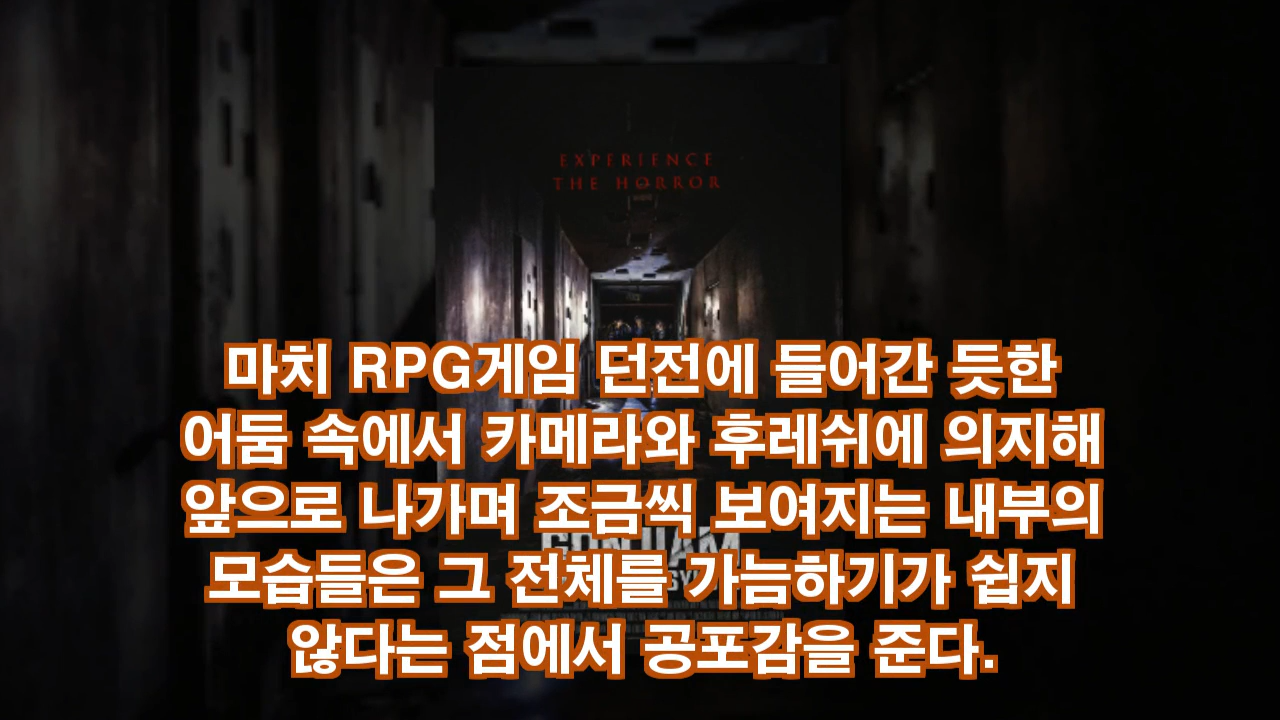 EXPERIENCE
THE HORROR
마치 RPG게임 던전에 들어간 듯한
어둠 속에서 카메라와 후레쉬에 의지해
앞으로 나가며 조금씩 보여지는 내부의
모습들은 그 전체를 가늠하기가 쉽지
않다는 점에서 공포감을 준다.